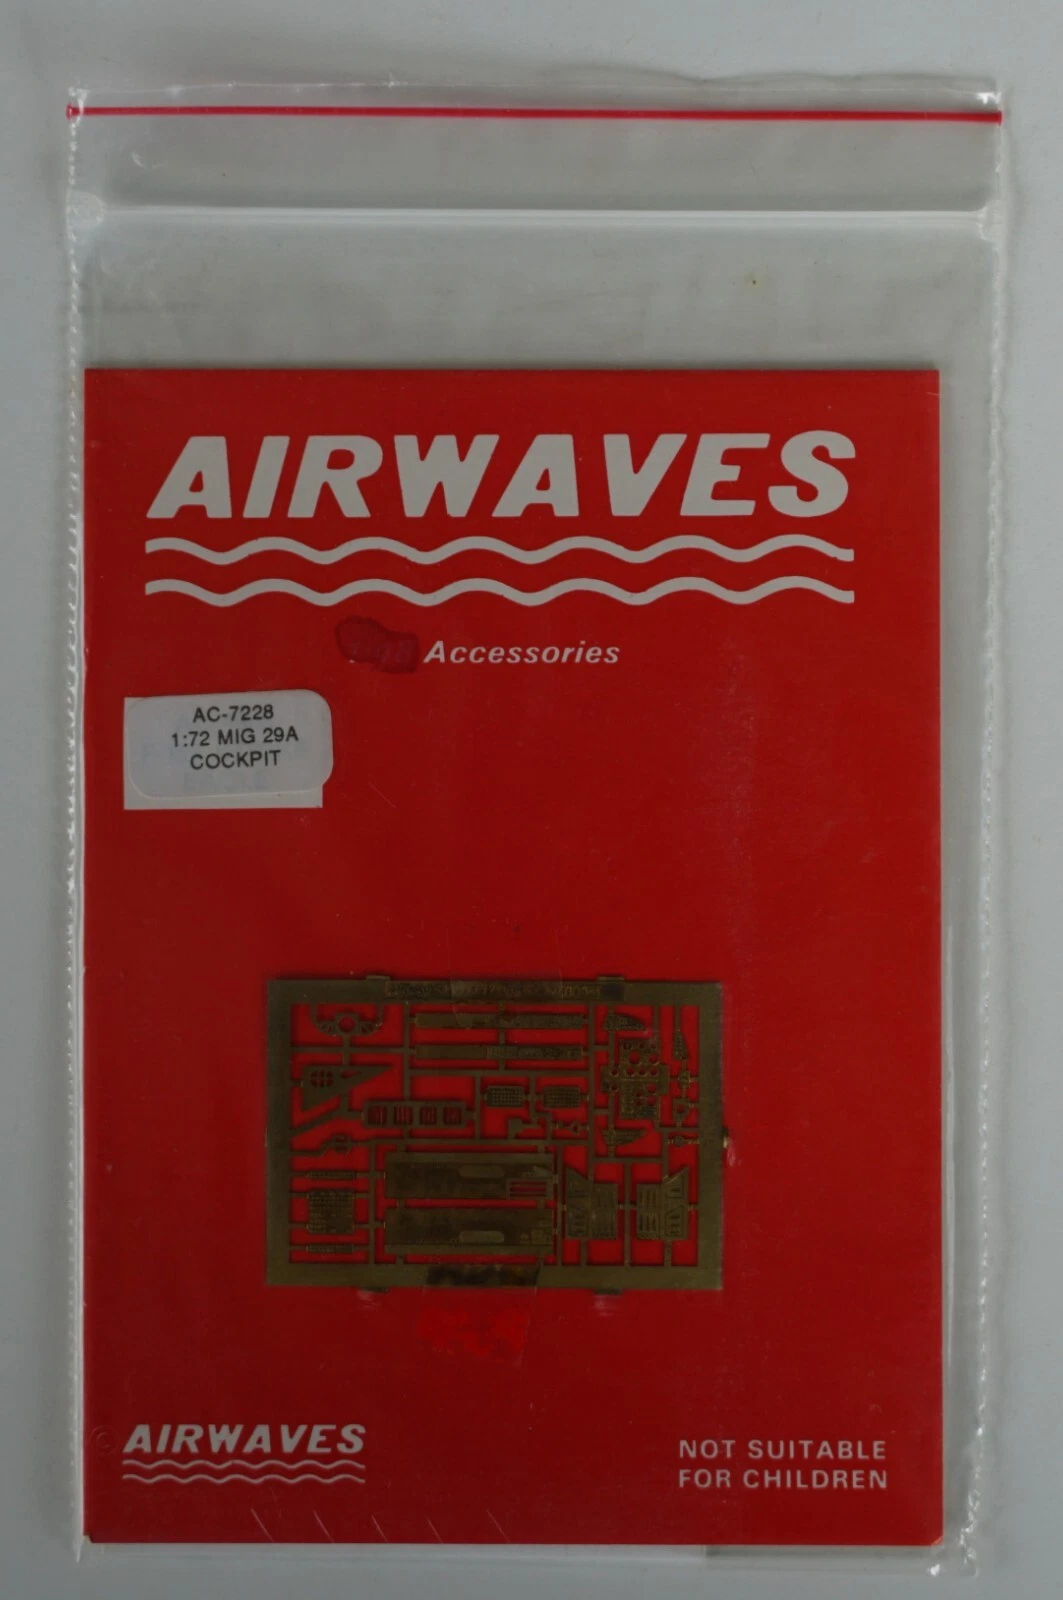 AIRWAVES
Accessories
AC-7228
1:72 MIG 29A
COCKPIT
AIRWAVES
NOT SUITABLE
FOR CHILDREN